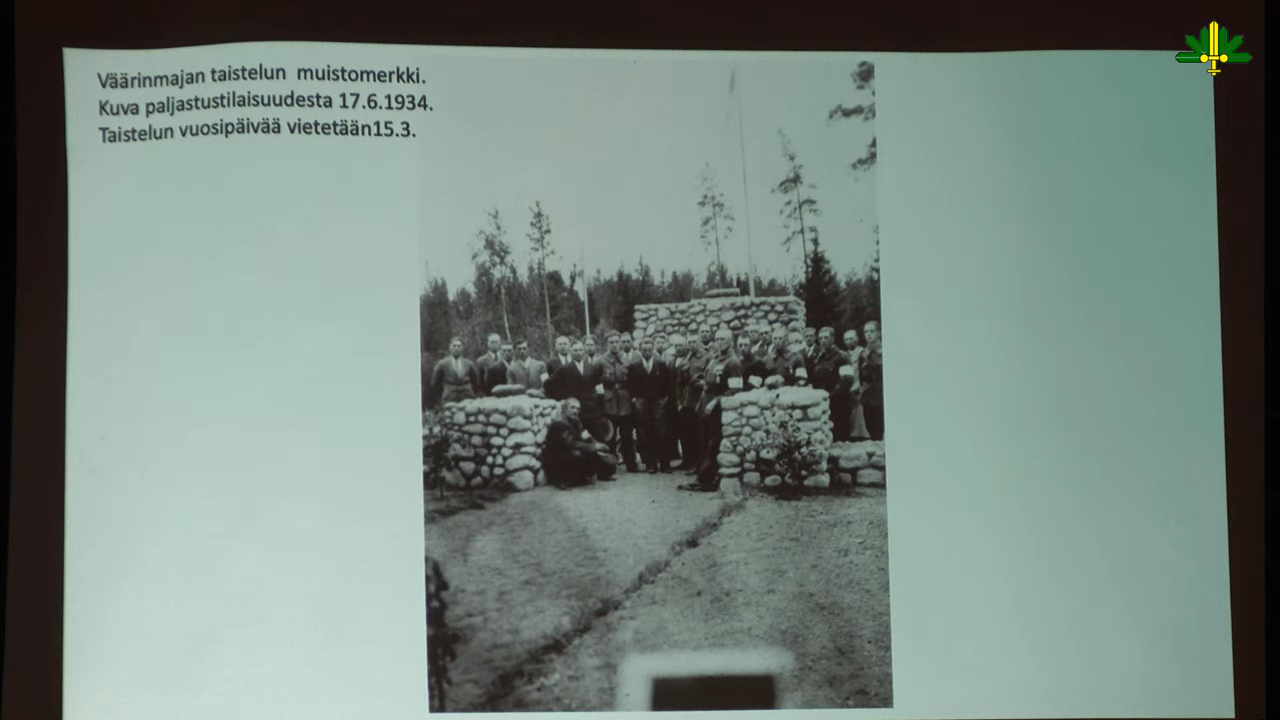 Väärinmajan taistelun muistomerkki.
Kuva paljastustilaisuudesta 17.6.1934.
Taistelun vuosipäivää vietetään15.3.